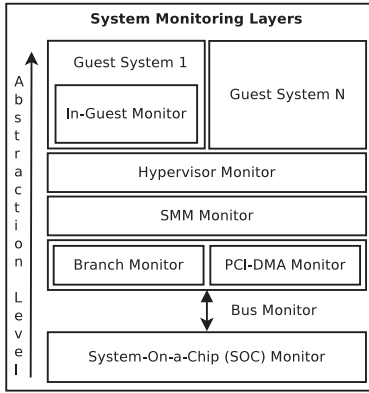 System Monitoring Layers
Abstraction Level
Guest System 1
In-Guest Monitor
Guest System N
Hypervisor Monitor
SMM Monitor
Branch Monitor
PCI-DMA Monitor
Bus Monitor
System-On-a-Chip (SOC) Monitor